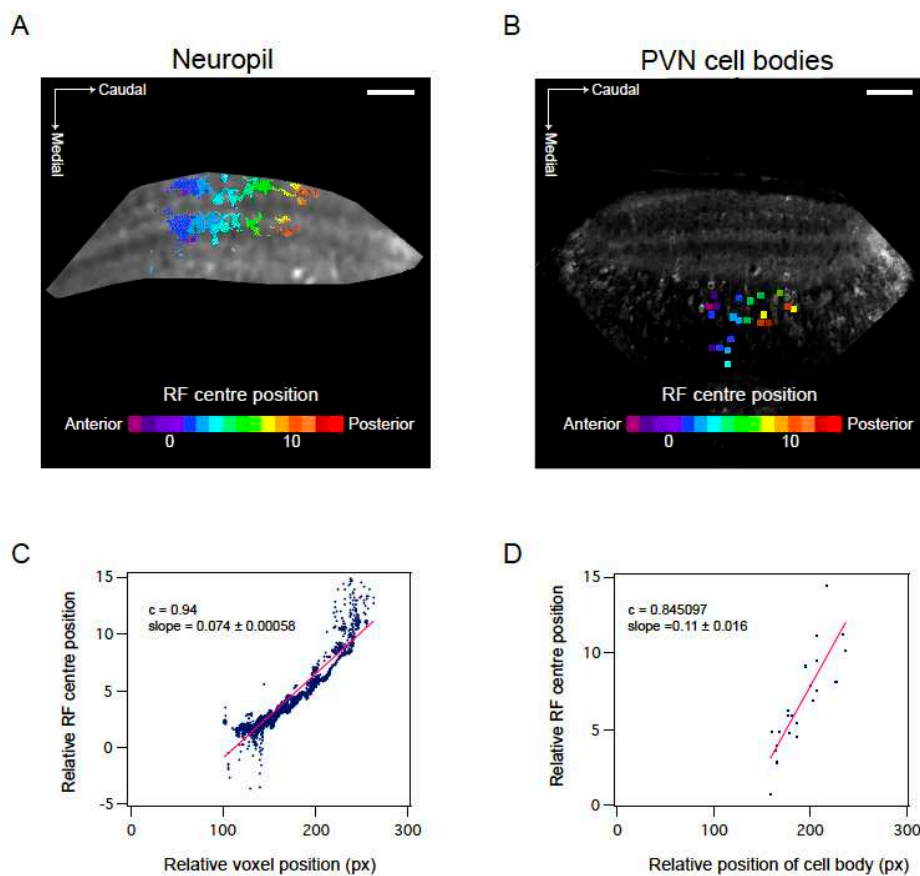 A
B
Neuropil
PVN cell bodies
Caudal
Medial
Caudal
Medial
RF centre position
Anterior
Posterior
0
10
RF centre position
Anterior
Posterior
0
10
C
D
15
10
5
0
-5
c = 0.94
slope = 0.074 ± 0.00058
Relative RF centre position
0
100
200
300
Relative voxel position (px)
15
10
5
0
c = 0.845097
slope =0.11 ± 0.016
Relative RF centre position
0
100
200
300
Relative position of cell body (px)